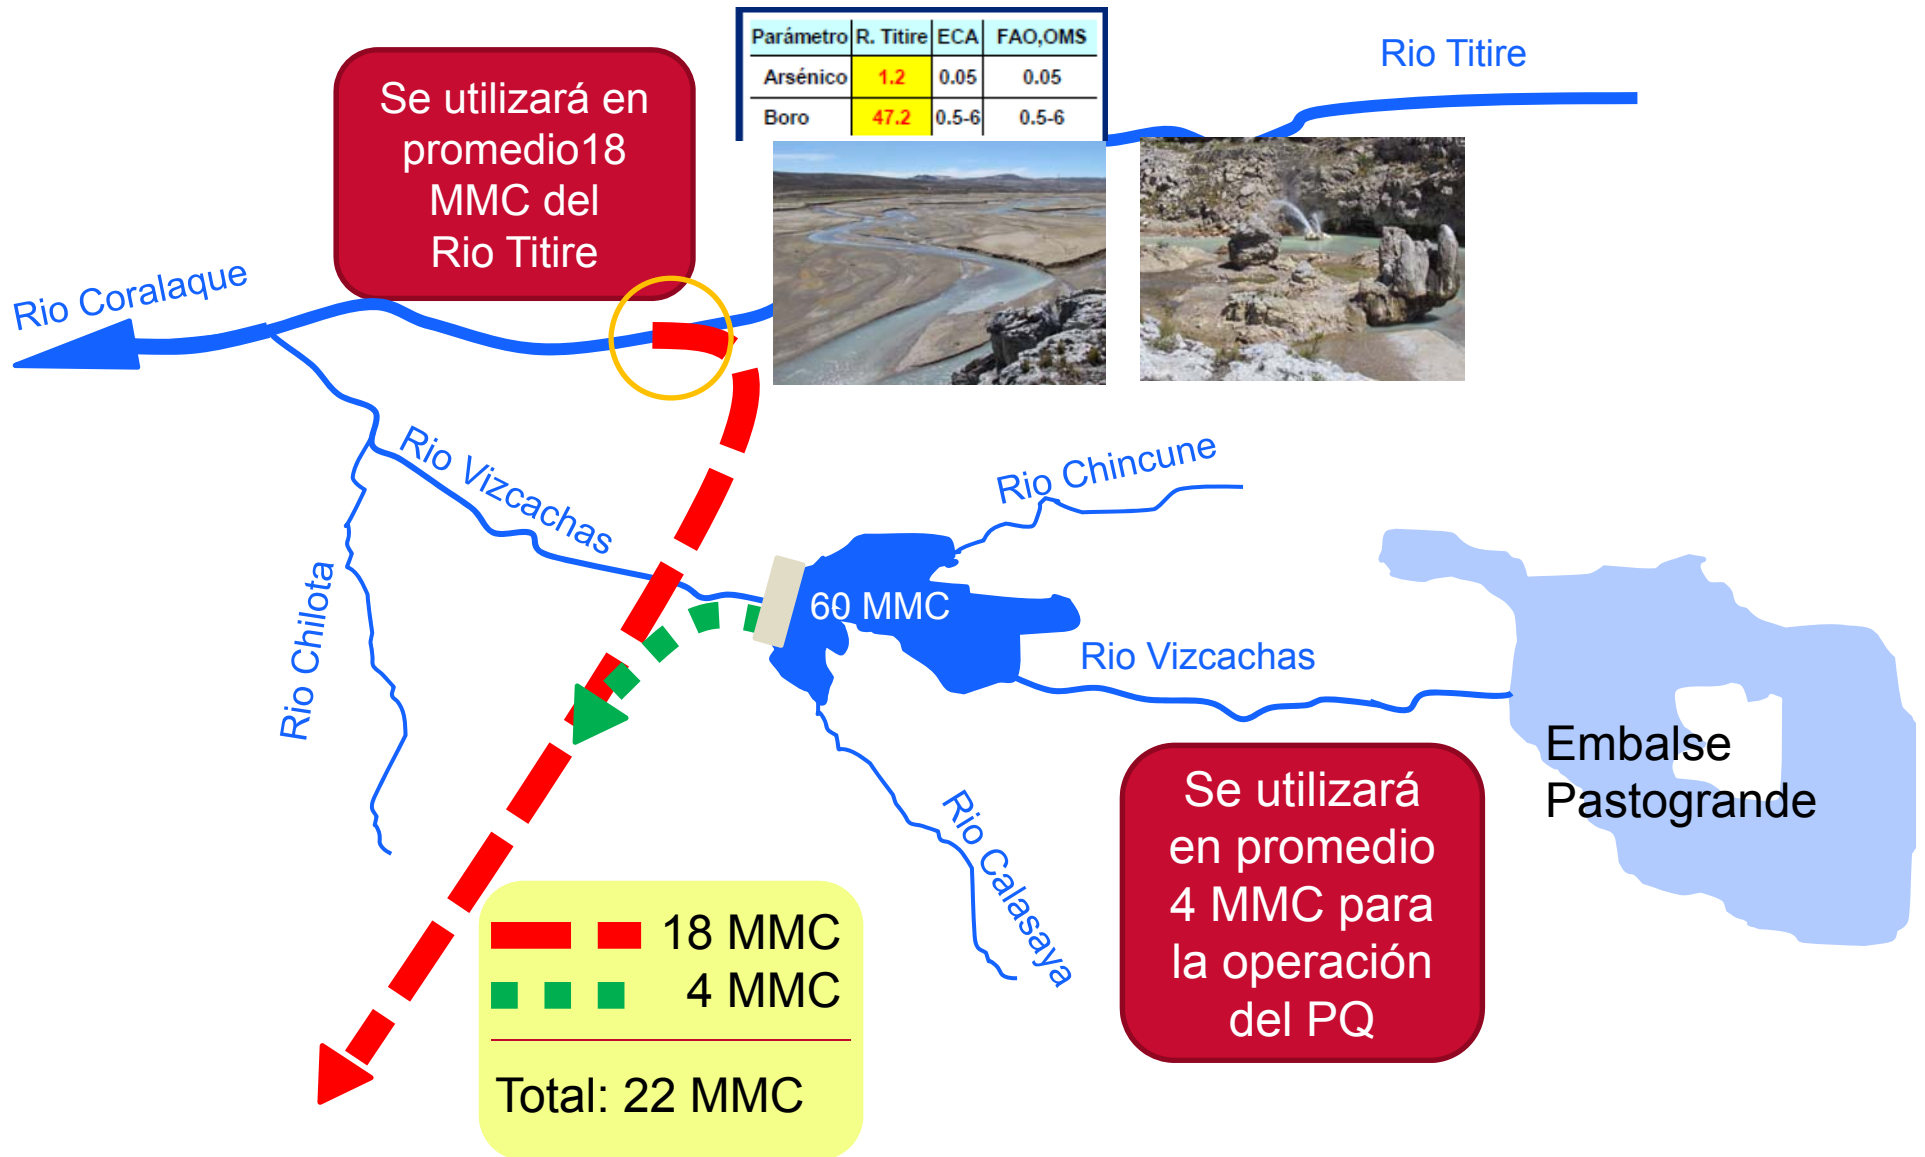 Parámetro R. Titire ECA FAO,OMS
Arsénico 1.2 0.05 0.05
Boro 47.2 0.5-6 0.5-6
Rio Titire
Se utilizará en
promedio18
MMC del
Rio Titire
Rio Coralaque
Rio Vizcachas
Rio Chincune
Rio Chilota
60 MMC
Rio Vizcachas
Embalse
Pastogrande
Rio Calasaya
Se utilizará
en promedio
4 MMC para
la operación
del PQ
18 MMC
4 MMC
Total: 22 MMC